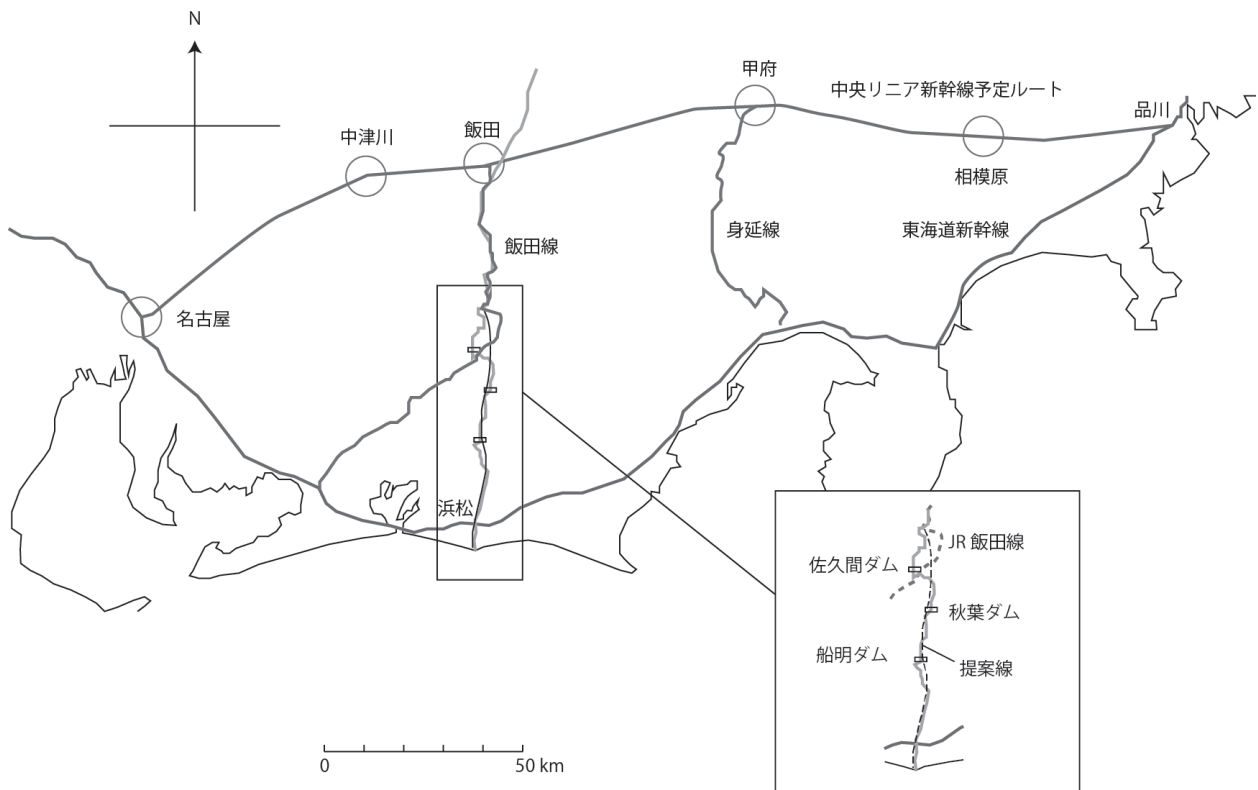 N
甲府
中央リニア新幹線予定ルート
品川
飯田
中津川
相模原
身延線
東海道新幹線
飯田線
名古屋
浜松
JR 飯田線
佐久間ダム
秋葉ダム
船明ダム
提案線
0
50 km